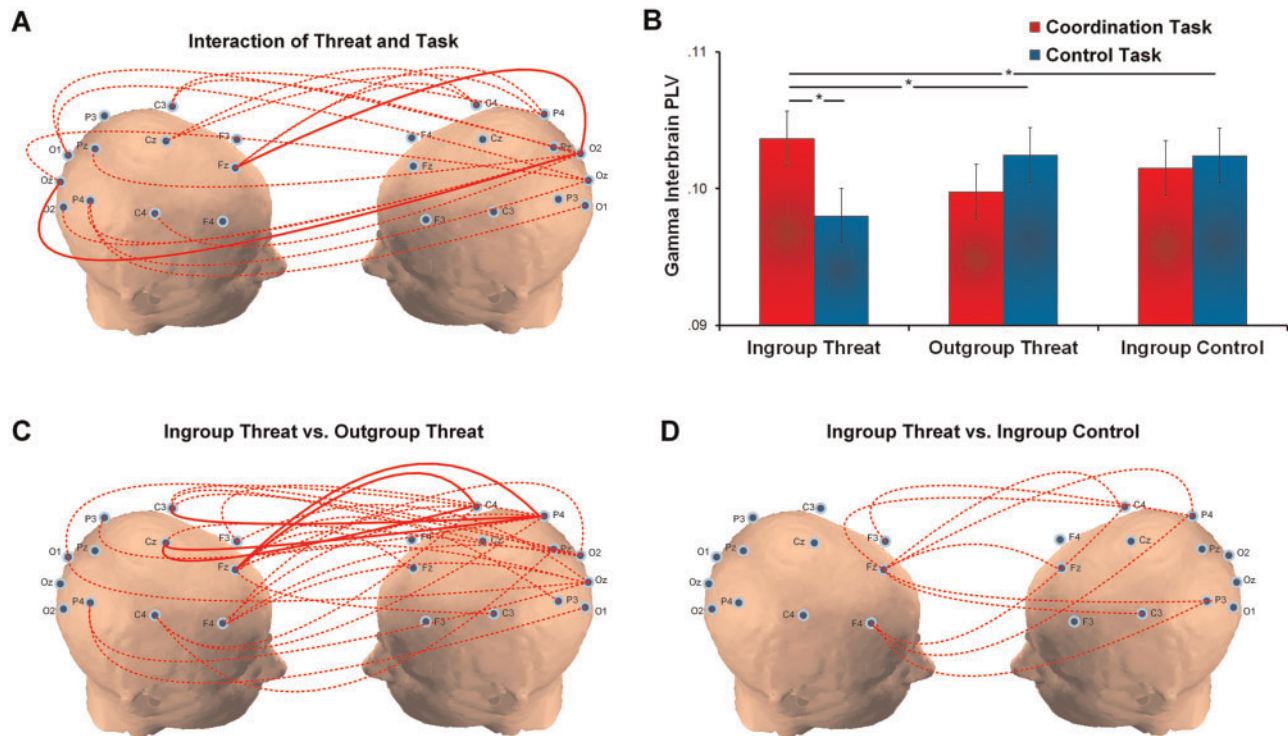 A
Interaction of Threat and Task
C3
P3
Cz
F3
O1
Pz
Fz
Oz
P4
O2
C4
F4
C4
P4
F4
Cz
Pz
O2
Fz
Oz
P3
C3
O1
F3
B
Coordination Task
Control Task
Gamma Interbrain PLV
.11
.10
.09
*
*
*
Ingroup Threat
Outgroup Threat
Ingroup Control
C
Ingroup Threat vs. Outgroup Threat
C3
P3
Cz
F3
O1
Pz
Fz
Oz
P4
O2
C4
F4
C4
P4
F4
Cz
Pz
O2
Fz
Oz
P3
C3
O1
F3
D
Ingroup Threat vs. Ingroup Control
C3
P3
Cz
F3
O1
Pz
Fz
Oz
P4
O2
C4
F4
C4
P4
F4
Cz
Pz
O2
Fz
Oz
P3
C3
O1
F3